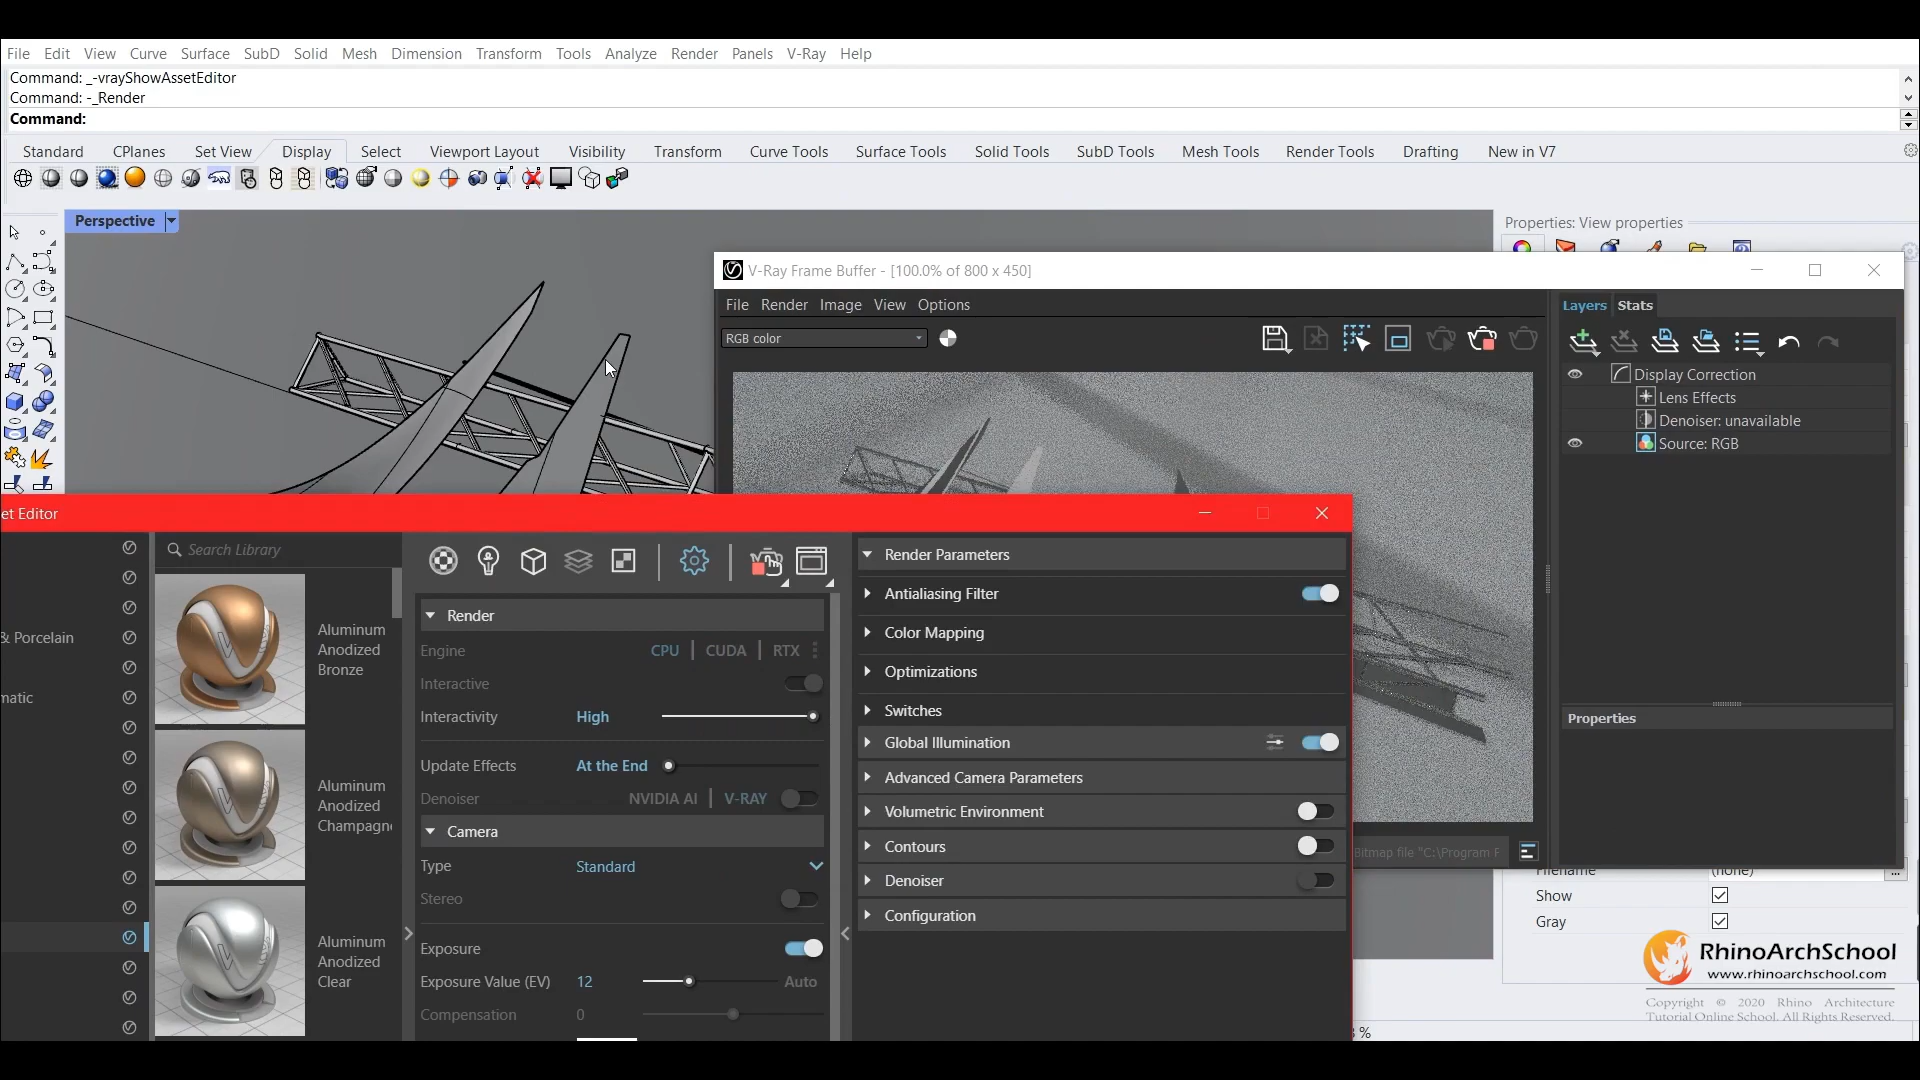 File Edit View Curve Surface SubD Solid Mesh Dimension Transform Tools Analyze Render Panels V-Ray Help
Command: _-vrayShowAssetEditor
Command: -_Render
Command:
Standard CPlanes Set View Display Select Viewport Layout Visibility Transform Curve Tools Surface Tools Solid Tools SubD Tools Mesh Tools Render Tools Drafting New in V7
Perspective
Properties: View properties
V-Ray Frame Buffer - [100.0% of 800 x 450]
File Render Image View Options
RGB color
Layers Stats
Display Correction
Lens Effects
Denoiser: unavailable
Source: RGB
Properties
et Editor
Search Library
& Porcelain
matic
Aluminum
Anodized
Bronze
Aluminum
Anodized
Champagn
Aluminum
Anodized
Clear
Render
Engine CPU | CUDA | RTX
Interactive
Interactivity High
Update Effects At the End
Denoiser NVIDIA AI | V-RAY
Camera
Type Standard
Stereo
Exposure
Exposure Value (EV) 12 Auto
Compensation 0
Render Parameters
Antialiasing Filter
Color Mapping
Optimizations
Switches
Global Illumination
Advanced Camera Parameters
Volumetric Environment
Contours
Denoiser
Configuration
Bitmap file "C:\Program F
Filename (none) ...
Show
Gray
RhinoArchSchool
www.rhinoarchschool.com
Copyright © 2020 Rhino Architecture
Tutorial Online School. All Rights Reserved.
%